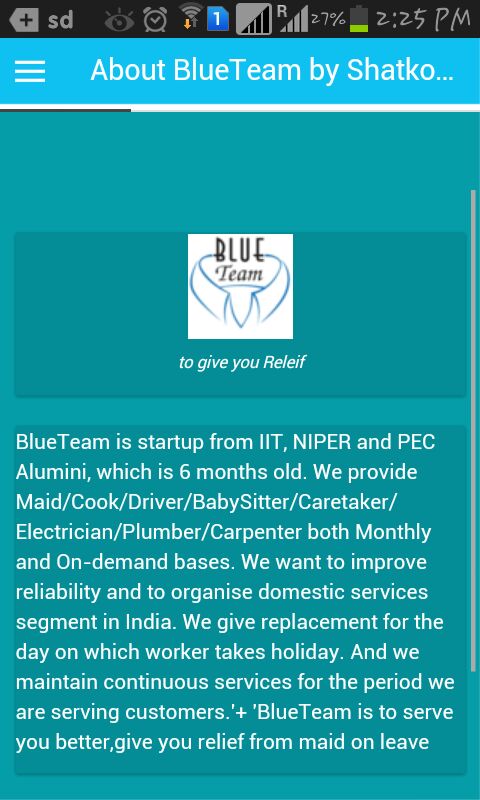 sd
1
R
27%
2:25 PM
About BlueTeam by Shatko...
BLUE
Team
to give you Releif
BlueTeam is startup from IIT, NIPER and PEC
Alumini, which is 6 months old. We provide
Maid/Cook/Driver/BabySitter/Caretaker/
Electrician/Plumber/Carpenter both Monthly
and On-demand bases. We want to improve
reliability and to organise domestic services
segment in India. We give replacement for the
day on which worker takes holiday. And we
maintain continuous services for the period we
are serving customers.'+ 'BlueTeam is to serve
you better,give you relief from maid on leave